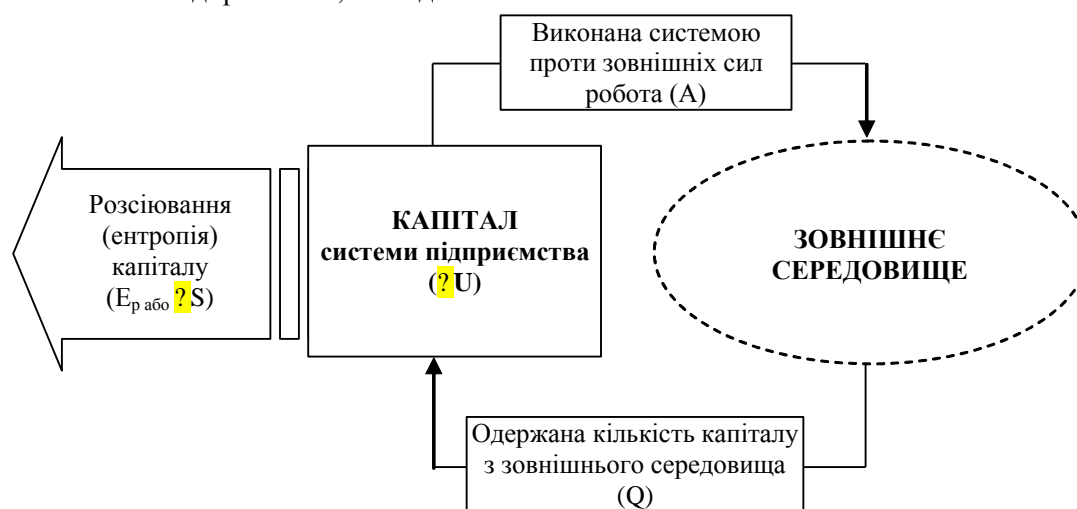 Виконана системою
проти зовнішніх сил
робота (А)
Розсіювання
(ентропія)
капіталу
(Ер або ?S)
КАПІТАЛ
системи підприємства
(?U)
ЗОВНІШНЄ
СЕРЕДОВИЩЕ
Одержана кількість капіталу
з зовнішнього середовища
(Q)